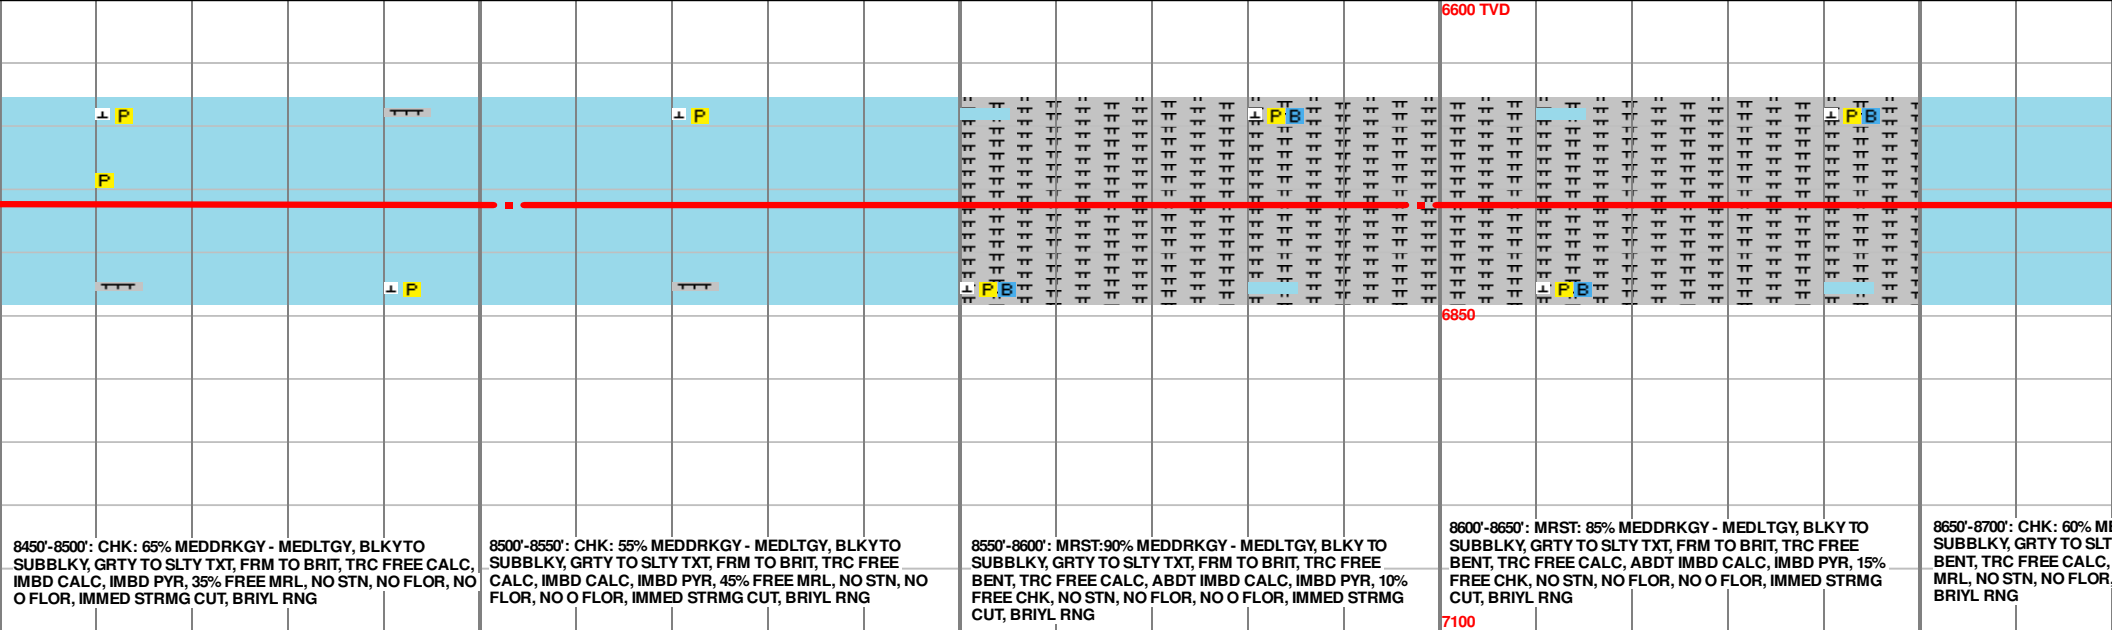 6600 TVD
P
P
P B
P B
P
P
P B
P B
6850
8450'-8500': CHK: 65% MEDDRKGY - MEDLTGY, BLKY TO
SUBBLKY, GRTY TO SLTY TXT, FRM TO BRIT, TRC FREE CALC,
IMBD CALC, IMBD PYR, 35% FREE MRL, NO STN, NO FLOR, NO
O FLOR, IMMED STRMG CUT, BRIYL RNG
8500'-8550': CHK: 55% MEDDRKGY - MEDLTGY, BLKY TO
SUBBLKY, GRTY TO SLTY TXT, FRM TO BRIT, TRC FREE
CALC, IMBD CALC, IMBD PYR, 45% FREE MRL, NO STN, NO
FLOR, NO O FLOR, IMMED STRMG CUT, BRIYL RNG
8550'-8600': MRST:90% MEDDRKGY - MEDLTGY, BLKY TO
SUBBLKY, GRTY TO SLTY TXT, FRM TO BRIT, TRC FREE
BENT, TRC FREE CALC, ABDT IMBD CALC, IMBD PYR, 10%
FREE CHK, NO STN, NO FLOR, NO O FLOR, IMMED STRMG
CUT, BRIYL RNG
8600'-8650': MRST: 85% MEDDRKGY - MEDLTGY, BLKY TO
SUBBLKY, GRTY TO SLTY TXT, FRM TO BRIT, TRC FREE
BENT, TRC FREE CALC, ABDT IMBD CALC, IMBD PYR, 15%
FREE CHK, NO STN, NO FLOR, NO O FLOR, IMMED STRMG
CUT, BRIYL RNG
8650'-8700': CHK: 60% ME
SUBBLKY, GRTY TO SLT
BENT, TRC FREE CALC,
MRL, NO STN, NO FLOR,
BRIYL RNG
7100